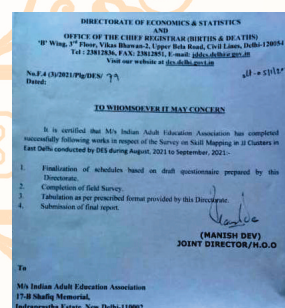 DIRECTORATE OF ECONOMICS & STATISTICS
AND
OFFICE OF THE CHIEF REGISTRAR (BIRTHS & DEATHS)
'B' Wing, 3rd Floor, Vikas Bhawan-2, Upper Bela Road, Civil Lines, Delhi-120054
Tel : 23812836, FAX: 23812851, E-mail: jddes.delhi@gov.in
Visit our website at des.delhi.govt.in
No.F.4 (3)/2021/Plg/DES/ 79
Dated:
TO WHOMSOEVER IT MAY CONCERN
It is certified that M/s Indian Adult Education Association has completed
successfully following works in respect of the Survey on Skill Mapping in JJ Clusters in
East Delhi conducted by DES during August, 2021 to September, 2021:-
1. Finalization of schedules based on draft questionnaire prepared by this
Directorate.
2. Completion of field Survey.
3. Tabulation as per prescribed format provided by this Directorate.
4. Submission of final report.
(MANISH DEV)
JOINT DIRECTOR/H.O.O
To
M/s Indian Adult Education Association
17-B Shafiq Memorial,
Indraprastha Estate, New Delhi-110002